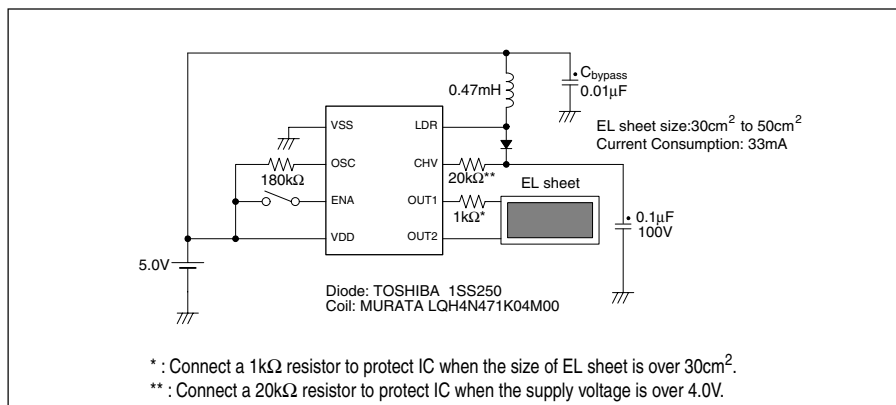 0.47mH
Cbypass
0.01µF
EL sheet size:30cm² to 50cm²
Current Consumption: 33mA
VSS
LDR
OSC
CHV
180kΩ
20kΩ**
EL sheet
ENA
OUT1
1kΩ*
0.1µF
100V
VDD
OUT2
5.0V
Diode: TOSHIBA 1SS250
Coil: MURATA LQH4N471K04M00
* : Connect a 1kΩ resistor to protect IC when the size of EL sheet is over 30cm².
** : Connect a 20kΩ resistor to protect IC when the supply voltage is over 4.0V.